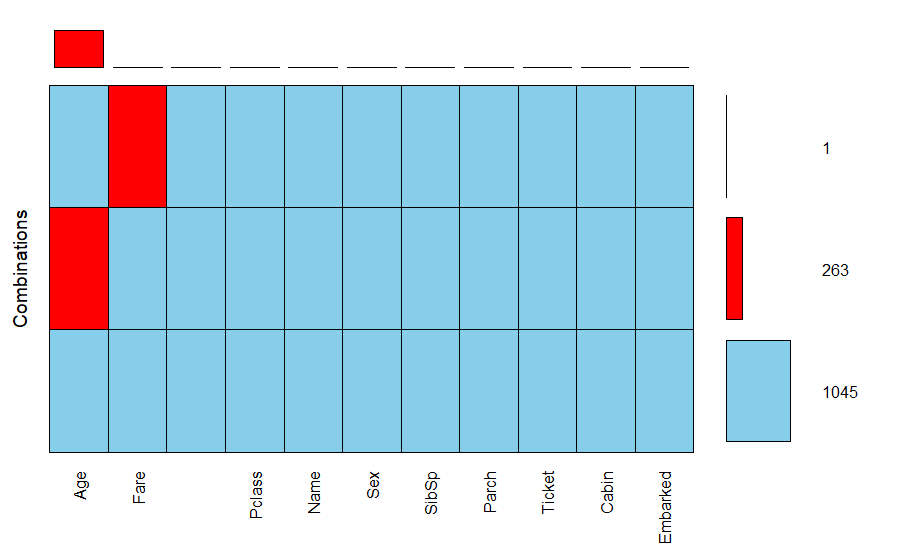 Combinations
1
263
1045
Age
Fare
Pclass
Name
Sex
SibSp
Parch
Ticket
Cabin
Embarked